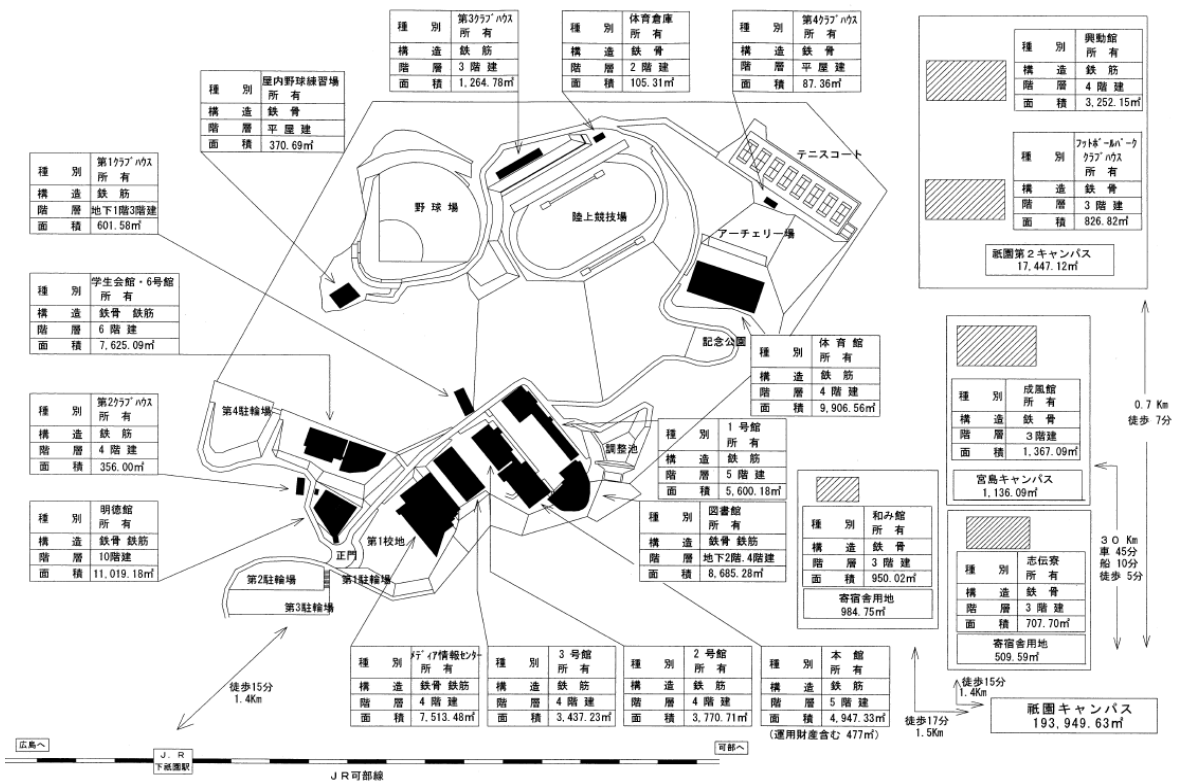 種別 第3クラブハウス
所有
構造 鉄筋
階層 3階建
面積 1,264.78㎡
種別 体育倉庫
所有
構造 鉄骨
階層 2階建
面積 105.31㎡
種別 第4クラブハウス
所有
構造 鉄骨
階層 平屋建
面積 87.36㎡
種別 興動館
所有
構造 鉄筋
階層 4階建
面積 3,252.15㎡
種別 屋内野球練習場
所有
構造 鉄骨
階層 平屋建
面積 370.69㎡
種別 フットボールパーククラブハウス
所有
構造 鉄骨
階層 3階建
面積 826.82㎡
祇園第2キャンパス
17,447.12㎡
種別 第1クラブハウス
所有
構造 鉄筋
階層 地下1階3階建
面積 601.58㎡
テニスコート
野球場
陸上競技場
アーチェリー場
種別 学生会館・6号館
所有
構造 鉄骨 鉄筋
階層 6階建
面積 7,625.09㎡
記念公園
種別 体育館
所有
構造 鉄筋
階層 4階建
面積 9,906.56㎡
種別 成風館
所有
構造 鉄骨
階層 3階建
面積 1,367.09㎡
宮島キャンパス
1,136.09㎡
0.7Km
徒歩 7分
種別 第2クラブハウス
所有
構造 鉄筋
階層 4階建
面積 356.00㎡
第4駐輪場
調整池
種別 1号館
所有
構造 鉄筋
階層 5階建
面積 5,600.18㎡
種別 図書館
所有
構造 鉄骨 鉄筋
階層 地下2階.4階建
面積 8,685.28㎡
種別 和み館
所有
構造 鉄骨
階層 3階建
面積 950.02㎡
寄宿舎用地
984.75㎡
種別 志伝寮
所有
構造 鉄骨
階層 3階建
面積 707.70㎡
寄宿舎用地
509.59㎡
30Km
車 45分
船 10分
徒歩 5分
種別 明徳館
所有
構造 鉄骨 鉄筋
階層 10階建
面積 11,019.18㎡
正門
第1校地
第1駐輪場
第2駐輪場
第3駐輪場
種別 メディア情報センター
所有
構造 鉄骨 鉄筋
階層 4階建
面積 7,513.48㎡
種別 3号館
所有
構造 鉄筋
階層 4階建
面積 3,437.23㎡
種別 2号館
所有
構造 鉄筋
階層 4階建
面積 3,770.71㎡
種別 本館
所有
構造 鉄筋
階層 5階建
面積 4,947.33㎡
(運用財産含む 477㎡)
徒歩15分
1.4Km
徒歩15分
1.4Km
徒歩17分
1.5Km
祇園キャンパス
193,949.63㎡
広島へ
J.R
下祇園駅
JR可部線
可部へ